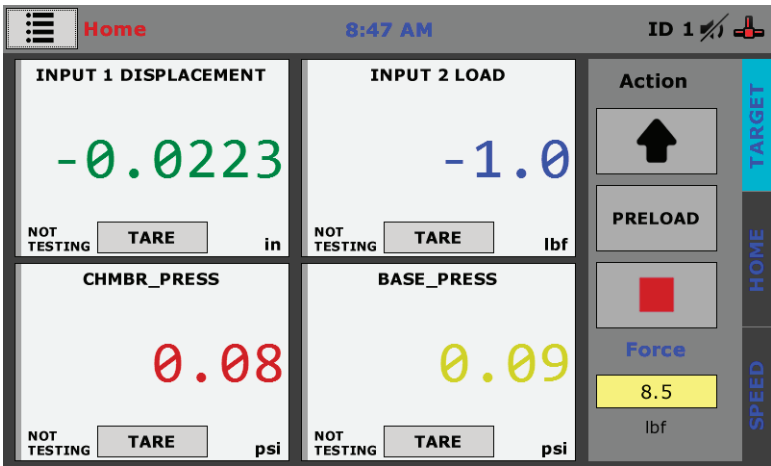 Home
8:47 AM
ID 1
INPUT 1 DISPLACEMENT
-0.0223
NOT TESTING
TARE
in
INPUT 2 LOAD
-1.0
NOT TESTING
TARE
lbf
CHMBR_PRESS
0.08
NOT TESTING
TARE
psi
BASE_PRESS
0.09
NOT TESTING
TARE
psi
Action
PRELOAD
Force
8.5
lbf
TARGET
HOME
SPEED